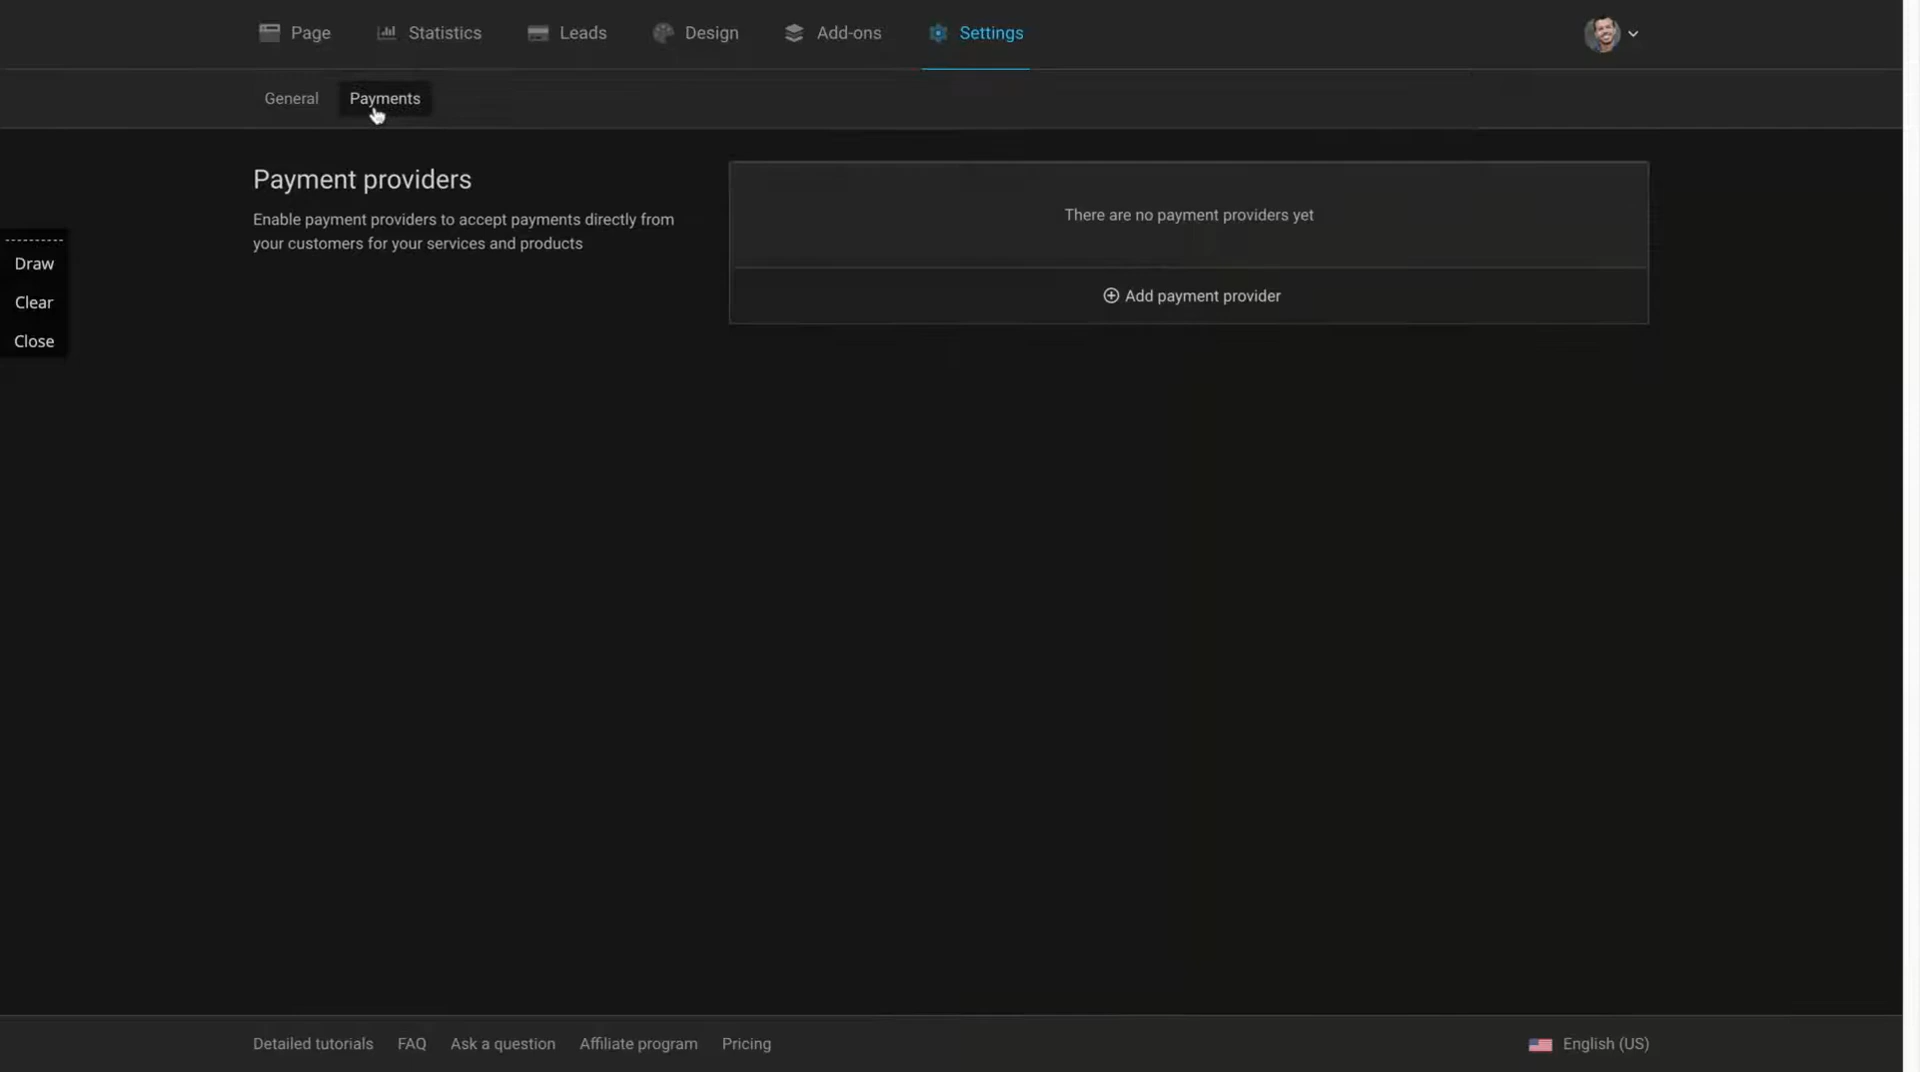 Page Statistics Leads Design Add-ons Settings
General Payments
Payment providers
Enable payment providers to accept payments directly from
your customers for your services and products
There are no payment providers yet
Add payment provider
Draw
Clear
Close
Detailed tutorials FAQ Ask a question Affiliate program Pricing English (US)